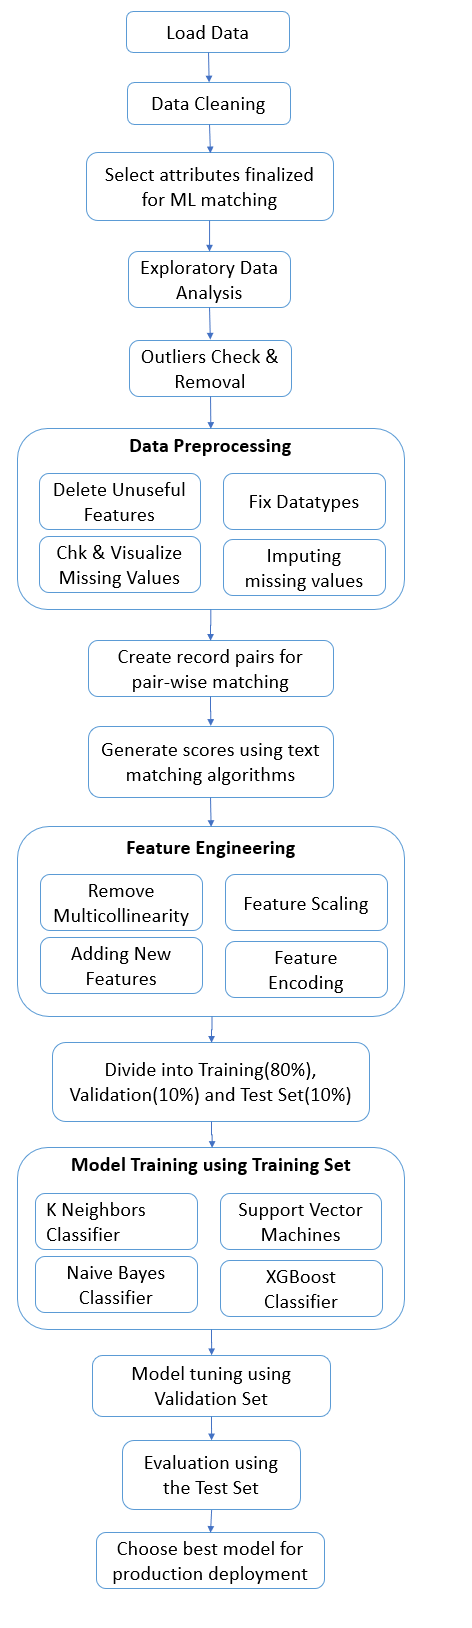 Load Data
Data Cleaning
Select attributes finalized
for ML matching
Exploratory Data
Analysis
Outliers Check &
Removal
Data Preprocessing
Delete Unuseful
Features
Fix Datatypes
Chk & Visualize
Missing Values
Imputing
missing values
Create record pairs for
pair-wise matching
Generate scores using text
matching algorithms
Feature Engineering
Remove
Multicollinearity
Feature Scaling
Adding New
Features
Feature
Encoding
Divide into Training(80%),
Validation(10%) and Test Set(10%)
Model Training using Training Set
K Neighbors
Classifier
Support Vector
Machines
Naive Bayes
Classifier
XGBoost
Classifier
Model tuning using
Validation Set
Evaluation using
the Test Set
Choose best model for
production deployment